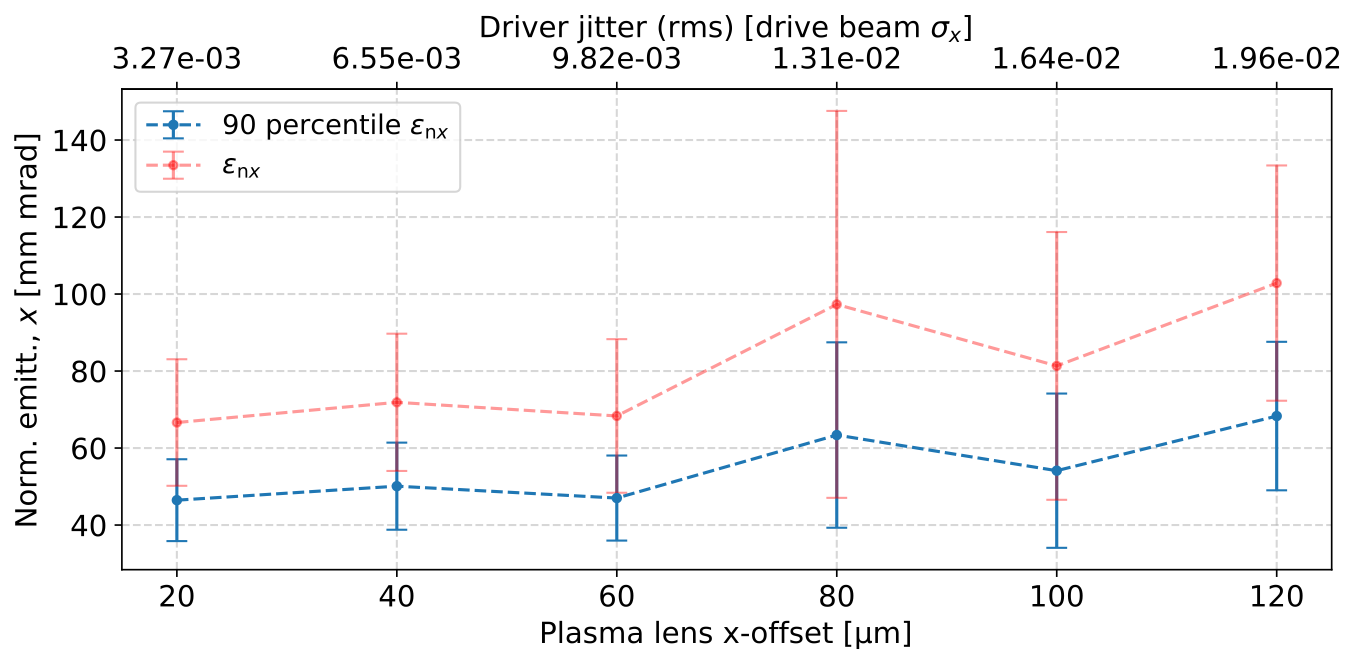 Driver jitter (rms) [drive beam σₓ]
3.27e-03 6.55e-03 9.82e-03 1.31e-02 1.64e-02 1.96e-02
90 percentile εₙₓ
εₙₓ
Norm. emitt., x [mm mrad]
140
120
100
80
60
40
20 40 60 80 100 120
Plasma lens x-offset [μm]